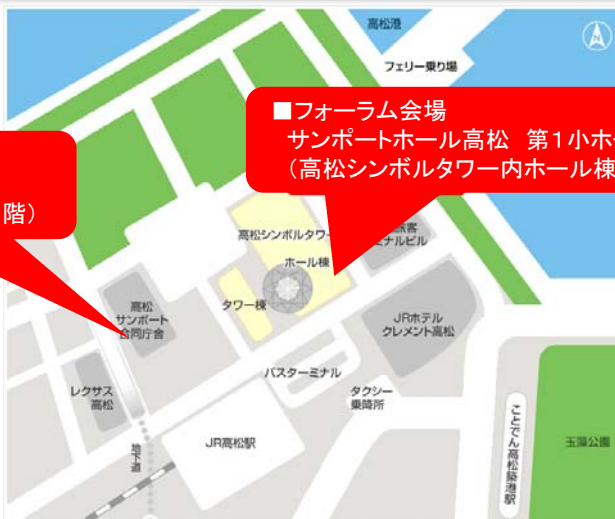 高松港
フェリー乗り場
N
■フォーラム会場
サンポートホール高松 第1小ホー
(高松シンボルタワー内ホール棟
階)
高松シンボルタワ
旅客
ミナルビル
ホール棟
タワー棟
高松
サンポート
合同庁舎
JRホテル
クレメント高松
バスターミナル
レクサス
高松
タクシー
乗降所
地下道
JR高松駅
ことでん高松築港駅
玉藻公園